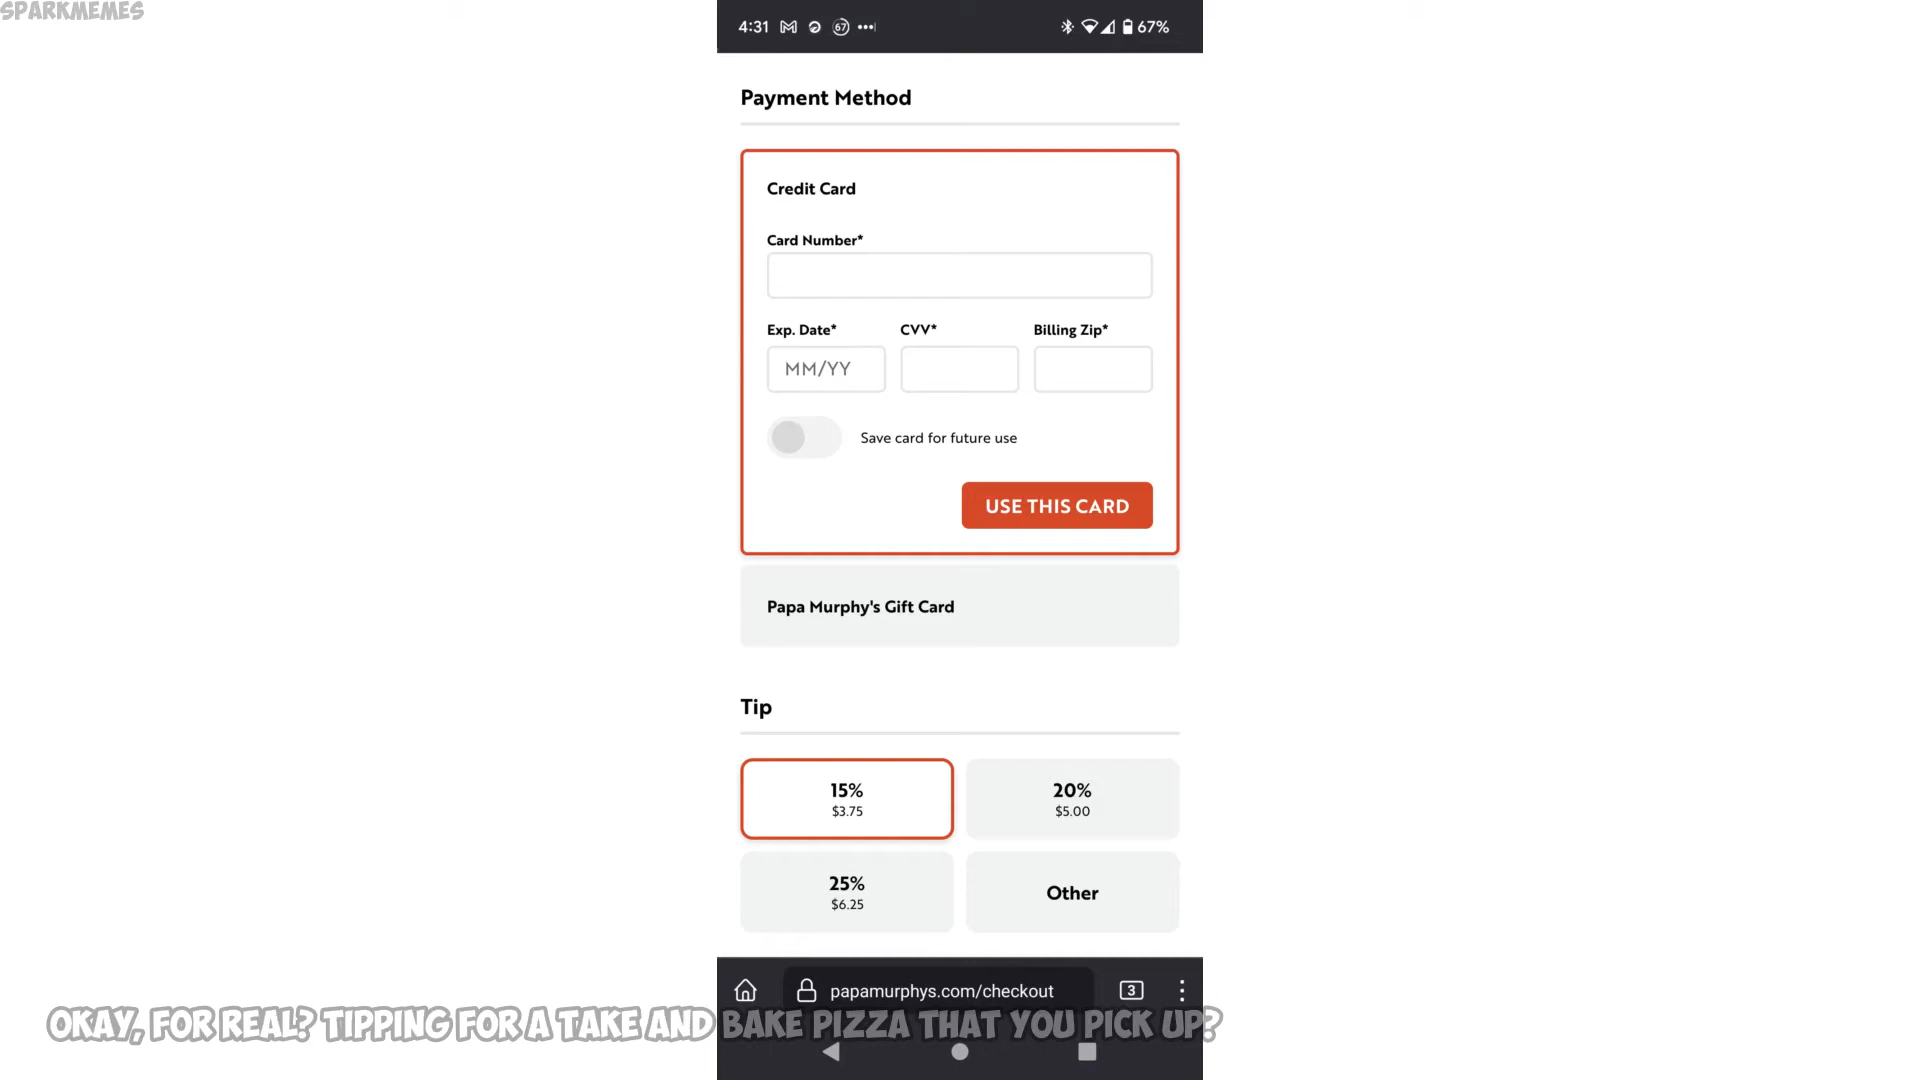 SPARKMEMES
4:31 67 67%
Payment Method
Credit Card
Card Number*
Exp. Date* CVV* Billing Zip*
MM/YY
Save card for future use
USE THIS CARD
Papa Murphy's Gift Card
Tip
15% 20%
$3.75 $5.00
25% Other
$6.25
papamurphys.com/checkout 3
OKAY, FOR REAL? TIPPING FOR A TAKE AND BAKE PIZZA THAT YOU PICK UP?